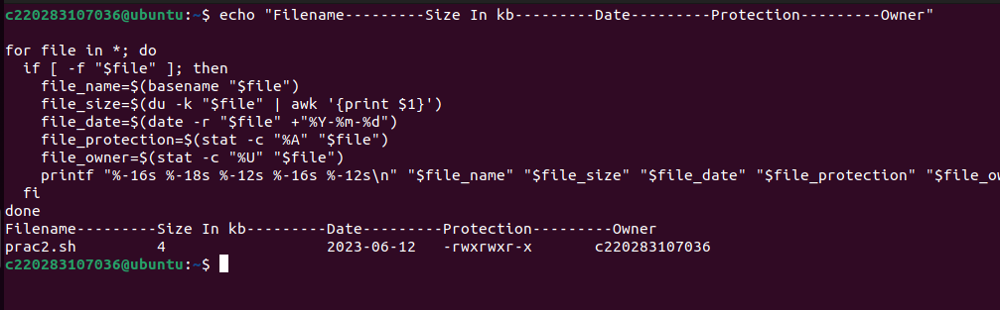 c220283107036@ubuntu:~$ echo "Filename---------Size In kb---------Date---------Protection---------Owner"
for file in *; do
  if [ -f "$file" ]; then
    file_name=$(basename "$file")
    file_size=$(du -k "$file" | awk '{print $1}')
    file_date=$(date -r "$file" +"%Y-%m-%d")
    file_protection=$(stat -c "%A" "$file")
    file_owner=$(stat -c "%U" "$file")
    printf "%-16s %-18s %-12s %-16s %-12s\n" "$file_name" "$file_size" "$file_date" "$file_protection" "$file_ow
  fi
done
Filename---------Size In kb---------Date---------Protection---------Owner
prac2.sh         4                  2023-06-12   -rwxrwxr-x       c220283107036
c220283107036@ubuntu:~$